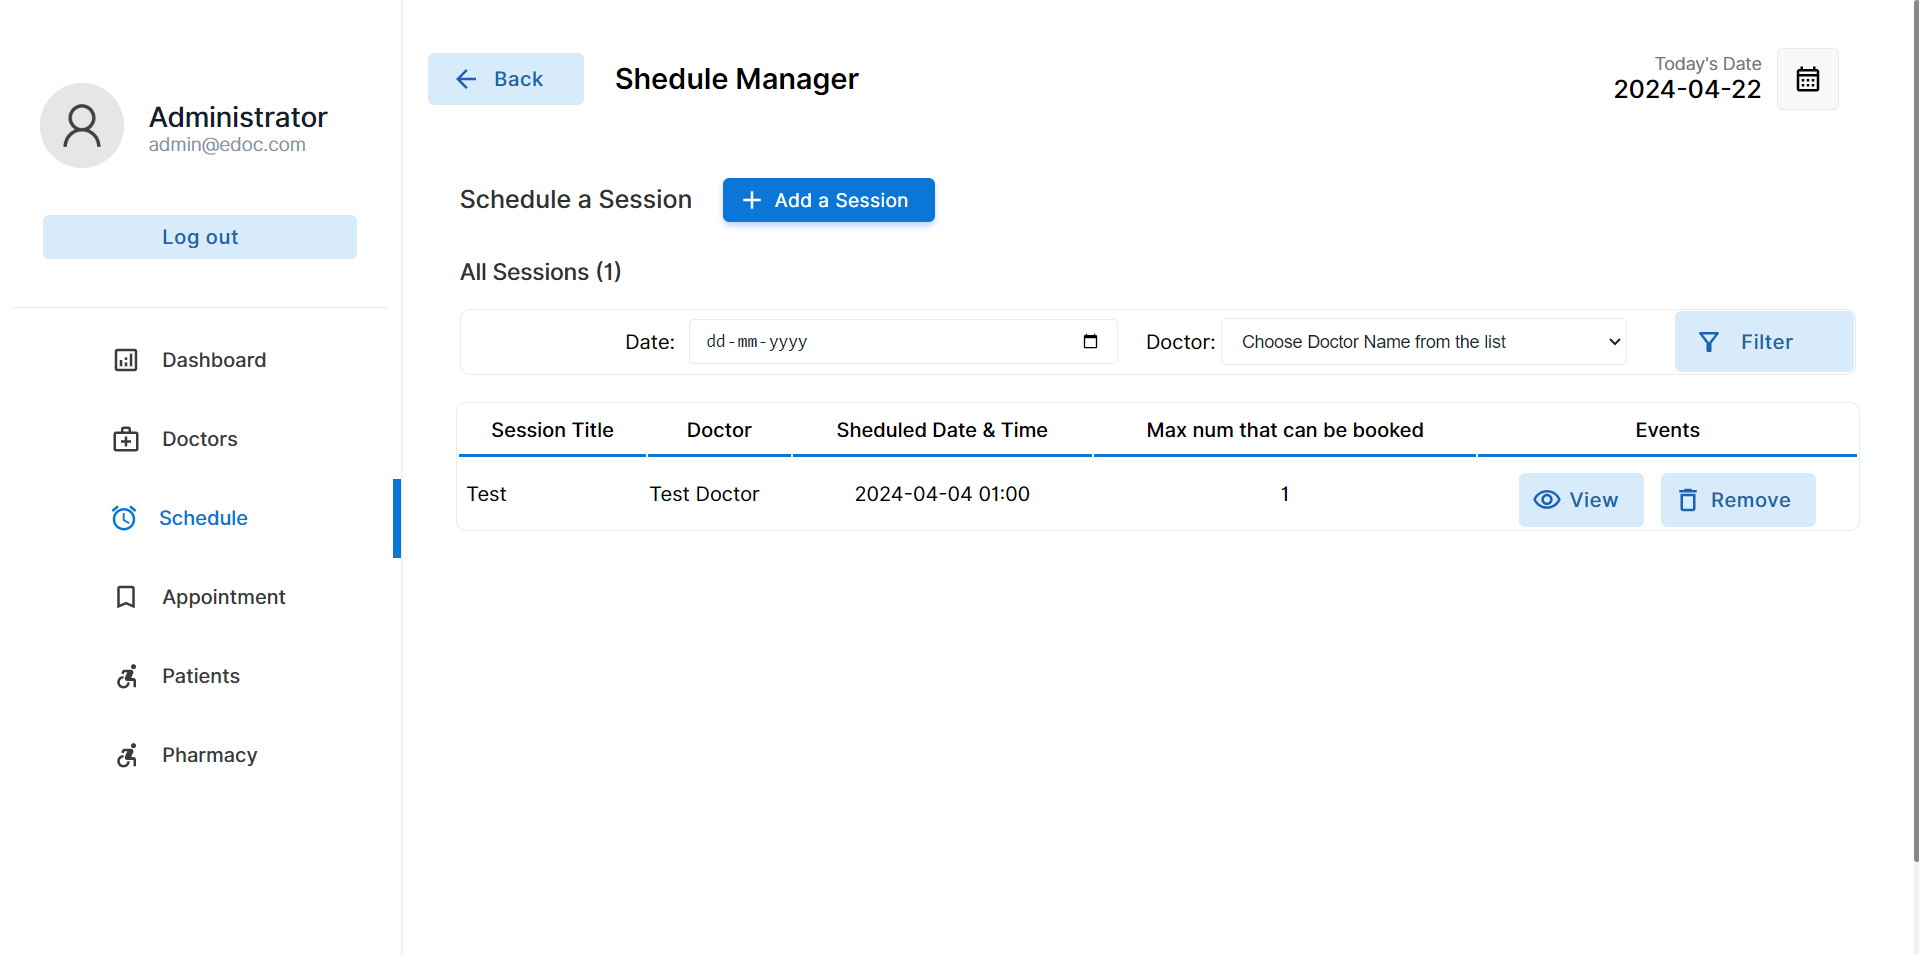 Administrator
admin@edoc.com
Log out
Dashboard
Doctors
Schedule
Appointment
Patients
Pharmacy
Back
Shedule Manager
Today's Date
2024-04-22
Schedule a Session
Add a Session
All Sessions (1)
Date: dd-mm-yyyy Doctor: Choose Doctor Name from the list Filter
Session Title Doctor Sheduled Date & Time Max num that can be booked Events
Test Test Doctor 2024-04-04 01:00 1 View Remove